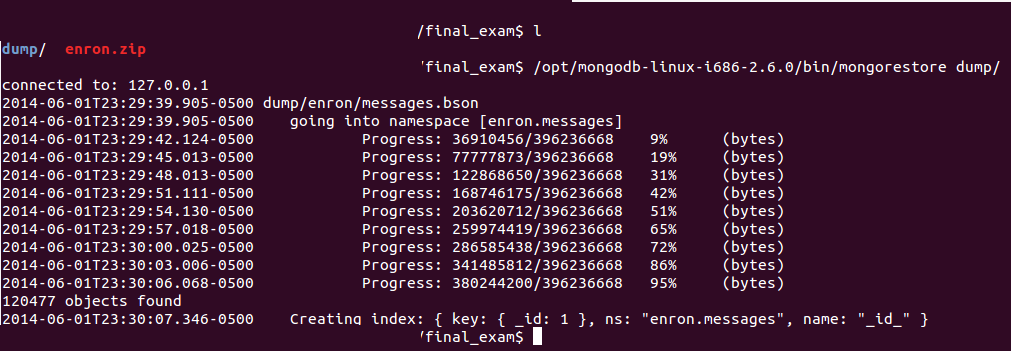 /final_exam$ l
dump/  enron.zip
/final_exam$ /opt/mongodb-linux-i686-2.6.0/bin/mongorestore dump/
connected to: 127.0.0.1
2014-06-01T23:29:39.905-0500 dump/enron/messages.bson
2014-06-01T23:29:39.905-0500    going into namespace [enron.messages]
2014-06-01T23:29:42.124-0500            Progress: 36910456/396236668    9%      (bytes)
2014-06-01T23:29:45.013-0500            Progress: 77777873/396236668    19%     (bytes)
2014-06-01T23:29:48.013-0500            Progress: 122868650/396236668   31%     (bytes)
2014-06-01T23:29:51.111-0500            Progress: 168746175/396236668   42%     (bytes)
2014-06-01T23:29:54.130-0500            Progress: 203620712/396236668   51%     (bytes)
2014-06-01T23:29:57.018-0500            Progress: 259974419/396236668   65%     (bytes)
2014-06-01T23:30:00.025-0500            Progress: 286585438/396236668   72%     (bytes)
2014-06-01T23:30:03.006-0500            Progress: 341485812/396236668   86%     (bytes)
2014-06-01T23:30:06.068-0500            Progress: 380244200/396236668   95%     (bytes)
120477 objects found
2014-06-01T23:30:07.346-0500    Creating index: { key: { _id: 1 }, ns: "enron.messages", name: "_id_" }
/final_exam$